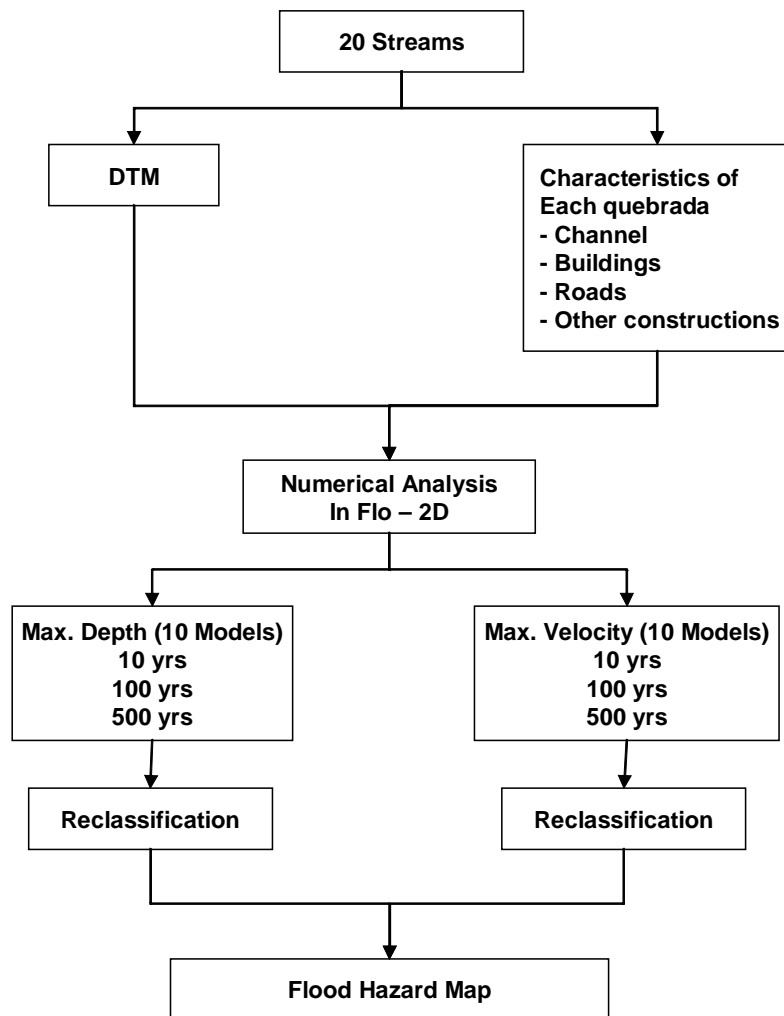 20 Streams
DTM
Characteristics of
Each quebrada
- Channel
- Buildings
- Roads
- Other constructions
Numerical Analysis
In Flo – 2D
Max. Depth (10 Models)
10 yrs
100 yrs
500 yrs
Max. Velocity (10 Models)
10 yrs
100 yrs
500 yrs
Reclassification
Reclassification
Flood Hazard Map